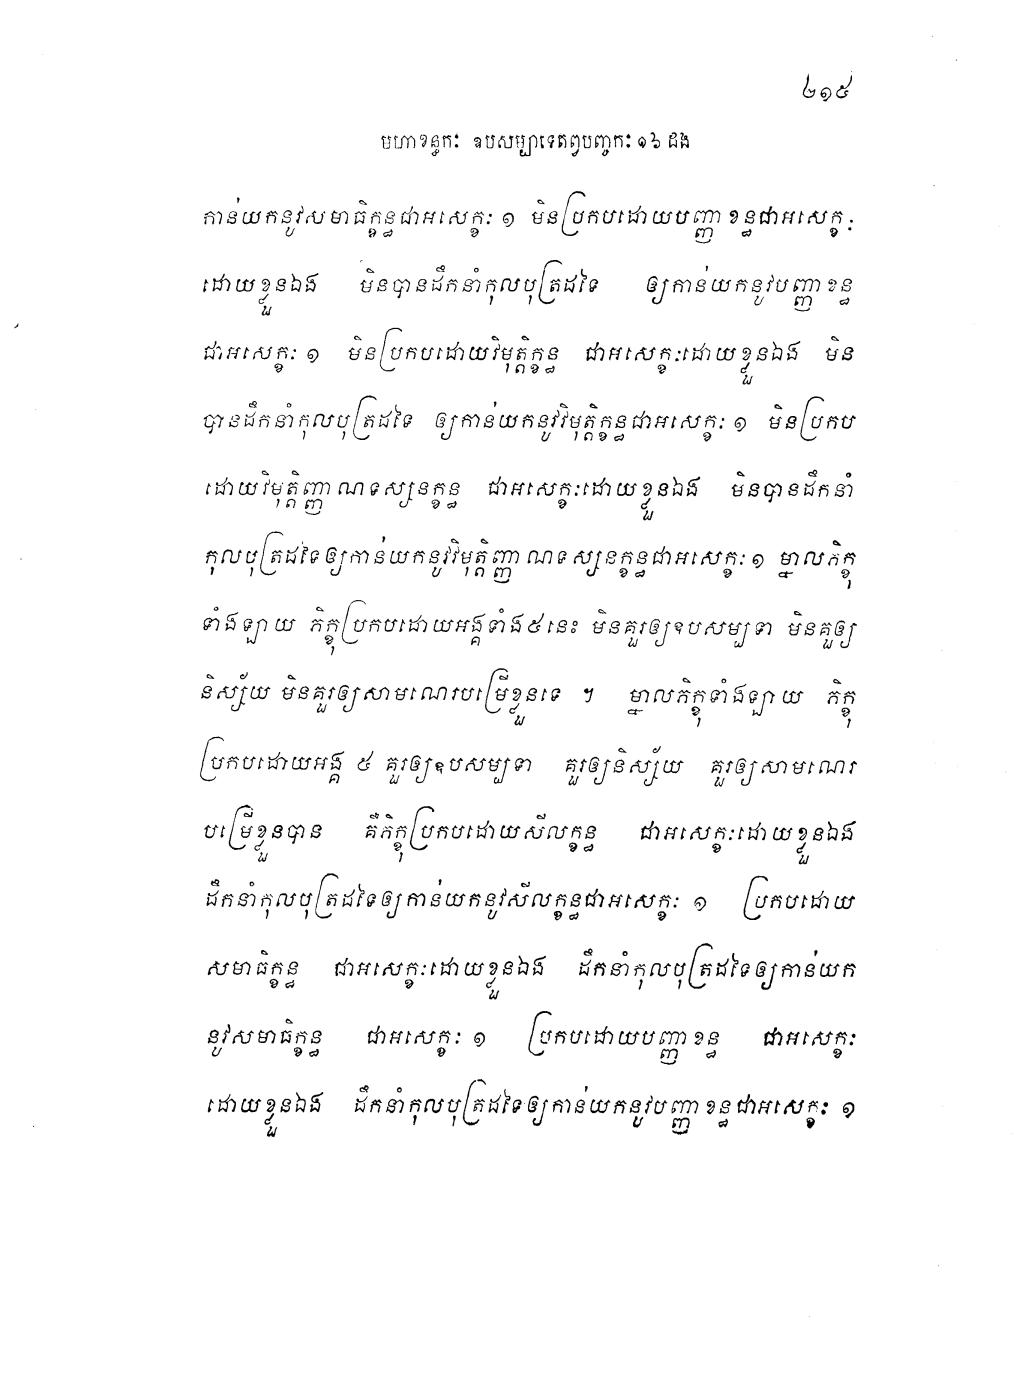 ២១៥
មហាខន្ធកៈ ឧបសម្បាទេតព្វបញ្ចកៈ ១៦ ដង
កាន់យកនូវសមាធិក្ខន្ធជាអសេក្ខៈ ១ មិនប្រកបដោយបញ្ញាខន្ធជាអសេក្ខៈ
ដោយខ្លួនឯង មិនបានដឹកនាំកុលបុត្រដទៃ ឲ្យកាន់យកនូវបញ្ញាខន្ធ
ជាអសេក្ខៈ ១ មិនប្រកបដោយវិមុត្តិក្ខន្ធ ជាអសេក្ខៈដោយខ្លួនឯង មិន
បានដឹកនាំកុលបុត្រដទៃ ឲ្យកាន់យកនូវវិមុត្តិក្ខន្ធជាអសេក្ខៈ ១ មិនប្រកប
ដោយវិមុត្តិញ្ញាណទស្សនក្ខន្ធ ជាអសេក្ខៈដោយខ្លួនឯង មិនបានដឹកនាំ
កុលបុត្រដទៃឲ្យកាន់យកនូវវិមុត្តិញ្ញាណទស្សនក្ខន្ធជាអសេក្ខៈ ១ ម្នាលភិក្ខុ
ទាំងឡាយ ភិក្ខុប្រកបដោយអង្គទាំង៥នេះ មិនគួរឲ្យឧបសម្បទា មិនគួរឲ្យ
និស្ស័យ មិនគួរឲ្យសាមណេរបម្រើខ្លួនទេ ។ ម្នាលភិក្ខុទាំងឡាយ ភិក្ខុ
ប្រកបដោយអង្គ ៥ គួរឲ្យឧបសម្បទា គួរឲ្យនិស្ស័យ គួរឲ្យសាមណេរ
បម្រើខ្លួនបាន គឺភិក្ខុប្រកបដោយសីលក្ខន្ធ ជាអសេក្ខៈដោយខ្លួនឯង
ដឹកនាំកុលបុត្រដទៃឲ្យកាន់យកនូវសីលក្ខន្ធជាអសេក្ខៈ ១ ប្រកបដោយ
សមាធិក្ខន្ធ ជាអសេក្ខៈដោយខ្លួនឯង ដឹកនាំកុលបុត្រដទៃឲ្យកាន់យក
នូវសមាធិក្ខន្ធ ជាអសេក្ខៈ ១ ប្រកបដោយបញ្ញាខន្ធ ជាអសេក្ខៈ
ដោយខ្លួនឯង ដឹកនាំកុលបុត្រដទៃឲ្យកាន់យកនូវបញ្ញាខន្ធជាអសេក្ខៈ ១